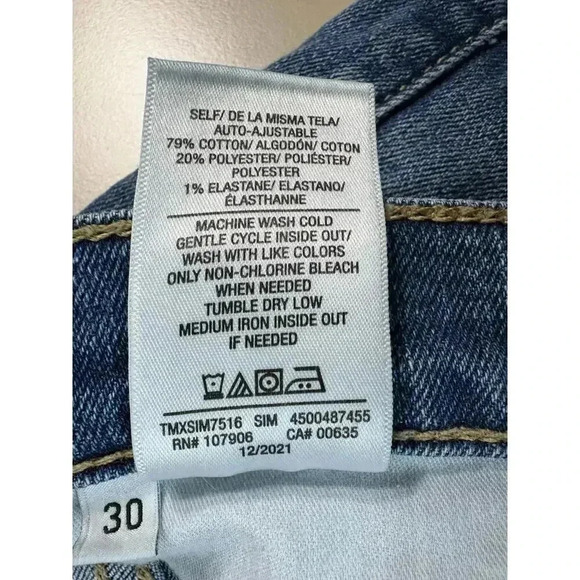 SELF/ DE LA MISMA TELA/
AUTO-AJUSTABLE
79% COTTON/ ALGODÓN/ COTON
20% POLYESTER/ POLIÉSTER/
POLYESTER
1% ELASTANE/ ELASTANO/
ÉLASTHANNE
MACHINE WASH COLD
GENTLE CYCLE INSIDE OUT/
WASH WITH LIKE COLORS
ONLY NON-CHLORINE BLEACH
WHEN NEEDED
TUMBLE DRY LOW
MEDIUM IRON INSIDE OUT
IF NEEDED
TMXSIM7516 SIM 4500487455
RN# 107906 CA# 00635
12/2021
30